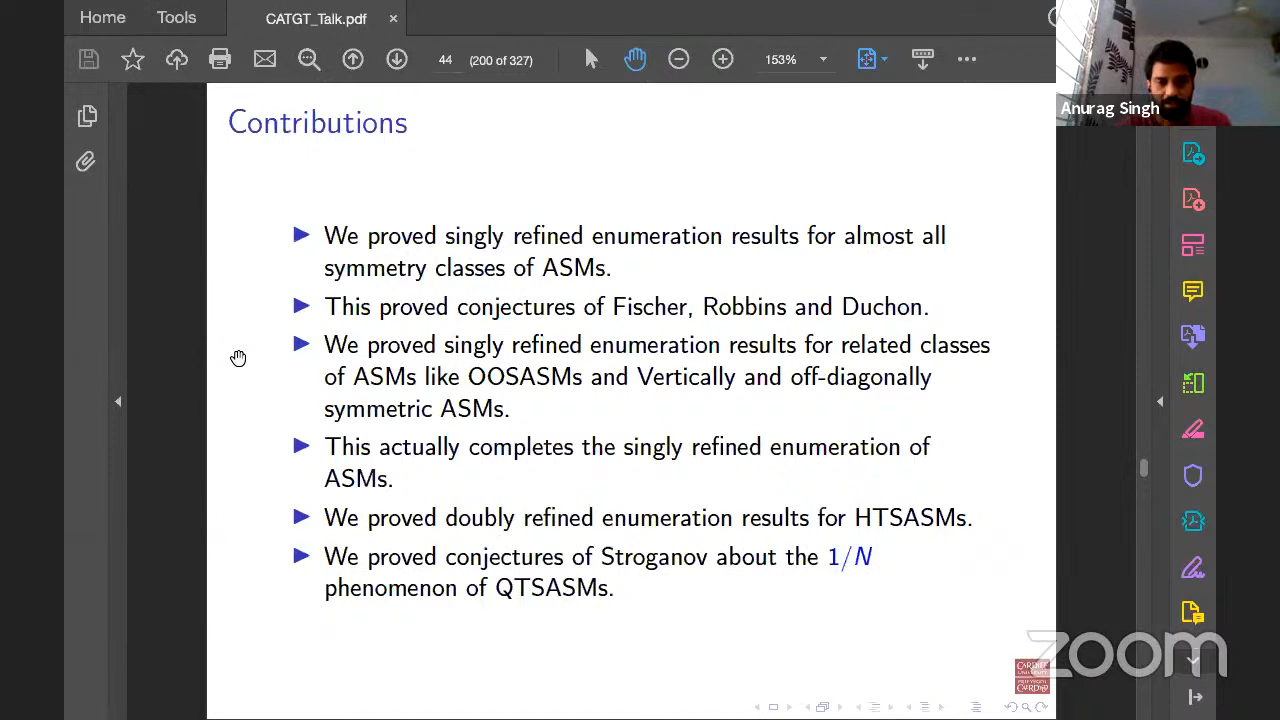 Home
Tools
CATGT_Talk.pdf
×
44
(200 of 327)
153%
Anurag Singh
Contributions
We proved singly refined enumeration results for almost all
symmetry classes of ASMs.
This proved conjectures of Fischer, Robbins and Duchon.
We proved singly refined enumeration results for related classes
of ASMs like OOSASMs and Vertically and off-diagonally
symmetric ASMs.
This actually completes the singly refined enumeration of
ASMs.
We proved doubly refined enumeration results for HTSASMs.
We proved conjectures of Stroganov about the 1/N
phenomenon of QTSASMs.
zoom
CARDIFF
UNIVERSITY
PRIFYSGOL
CAERDYDD